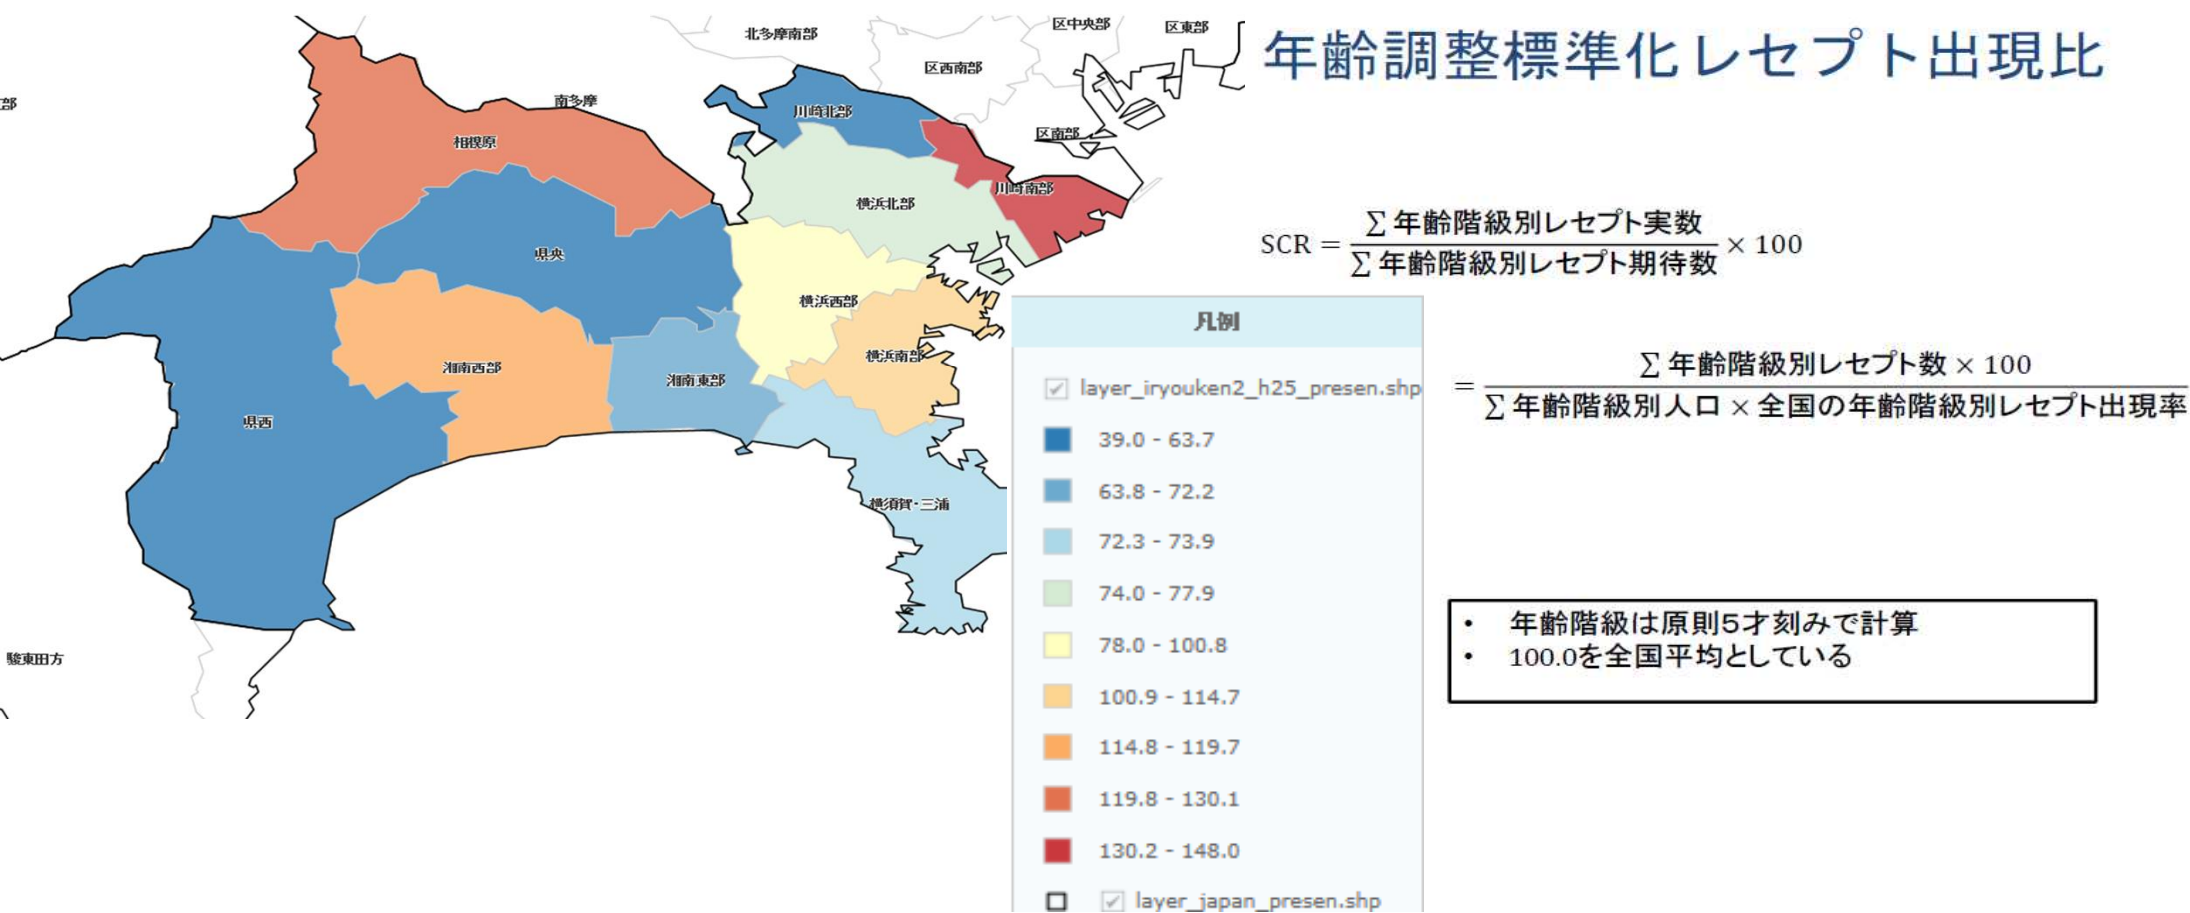 年齢調整標準化レセプト出現比
区中央部
区東部
北多摩南部
区西南部
部
南多摩
川崎北部
区南部
相模原
川崎南部
横浜北部
県央
横浜西部
横浜南部
湘南西部
湘南東部
県西
横須賀・三浦
駿東田方
SCR = ∑ 年齢階級別レセプト実数 / ∑ 年齢階級別レセプト期待数 × 100
= ∑ 年齢階級別レセプト数 × 100 / ∑ 年齢階級別人口 × 全国の年齢階級別レセプト出現率
凡例
layer_iryouken2_h25_presen.shp
39.0 - 63.7
63.8 - 72.2
72.3 - 73.9
74.0 - 77.9
78.0 - 100.8
100.9 - 114.7
114.8 - 119.7
119.8 - 130.1
130.2 - 148.0
layer_japan_presen.shp
• 年齢階級は原則5才刻みで計算
• 100.0を全国平均としている